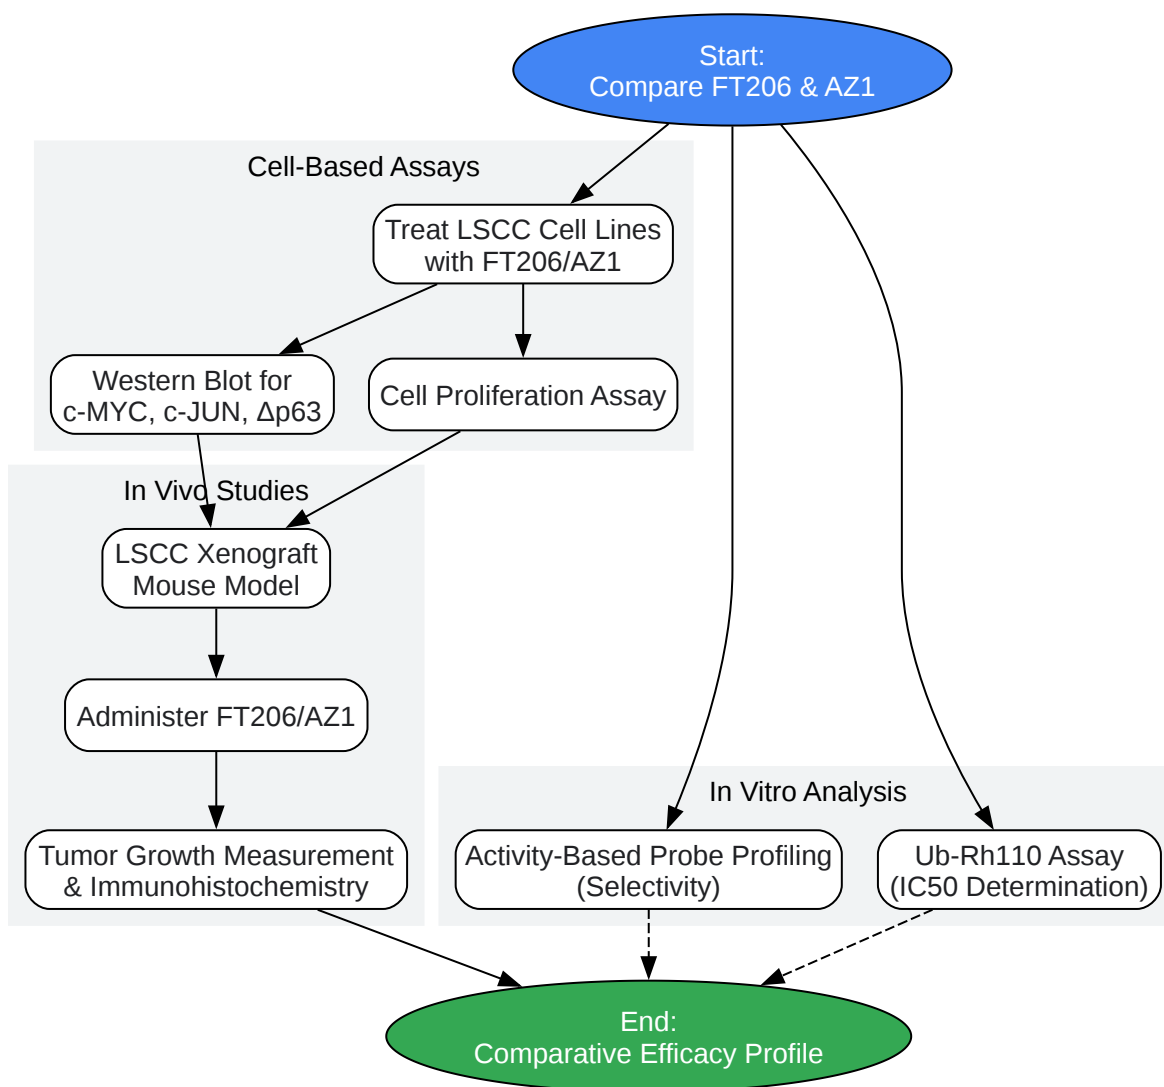 Start:
Compare FT206 & AZ1
Cell-Based Assays
Treat LSCC Cell Lines
with FT206/AZ1
Western Blot for
c-MYC, c-JUN, Δp63
Cell Proliferation Assay
In Vivo Studies
LSCC Xenograft
Mouse Model
Administer FT206/AZ1
Tumor Growth Measurement
& Immunohistochemistry
In Vitro Analysis
Activity-Based Probe Profiling
(Selectivity)
Ub-Rh110 Assay
(IC50 Determination)
End:
Comparative Efficacy Profile